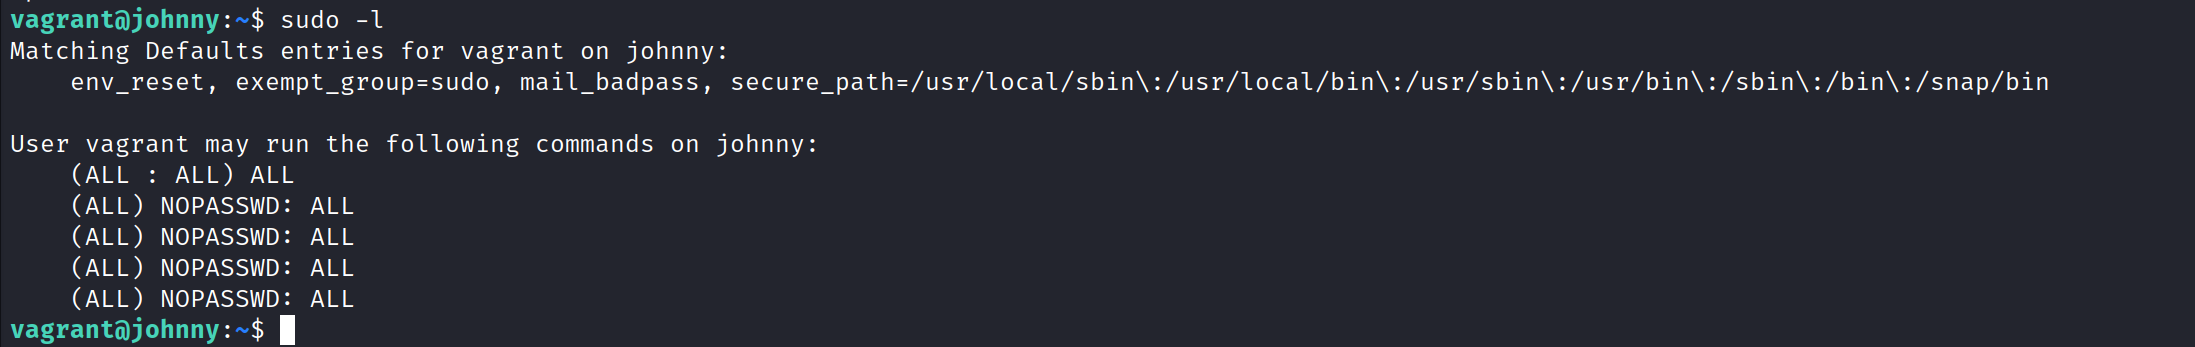 vagrant@johnny:~$ sudo -l
Matching Defaults entries for vagrant on johnny:
    env_reset, exempt_group=sudo, mail_badpass, secure_path=/usr/local/sbin\:/usr/local/bin\:/usr/sbin\:/usr/bin\:/sbin\:/bin\:/snap/bin

User vagrant may run the following commands on johnny:
    (ALL : ALL) ALL
    (ALL) NOPASSWD: ALL
    (ALL) NOPASSWD: ALL
    (ALL) NOPASSWD: ALL
    (ALL) NOPASSWD: ALL
vagrant@johnny:~$